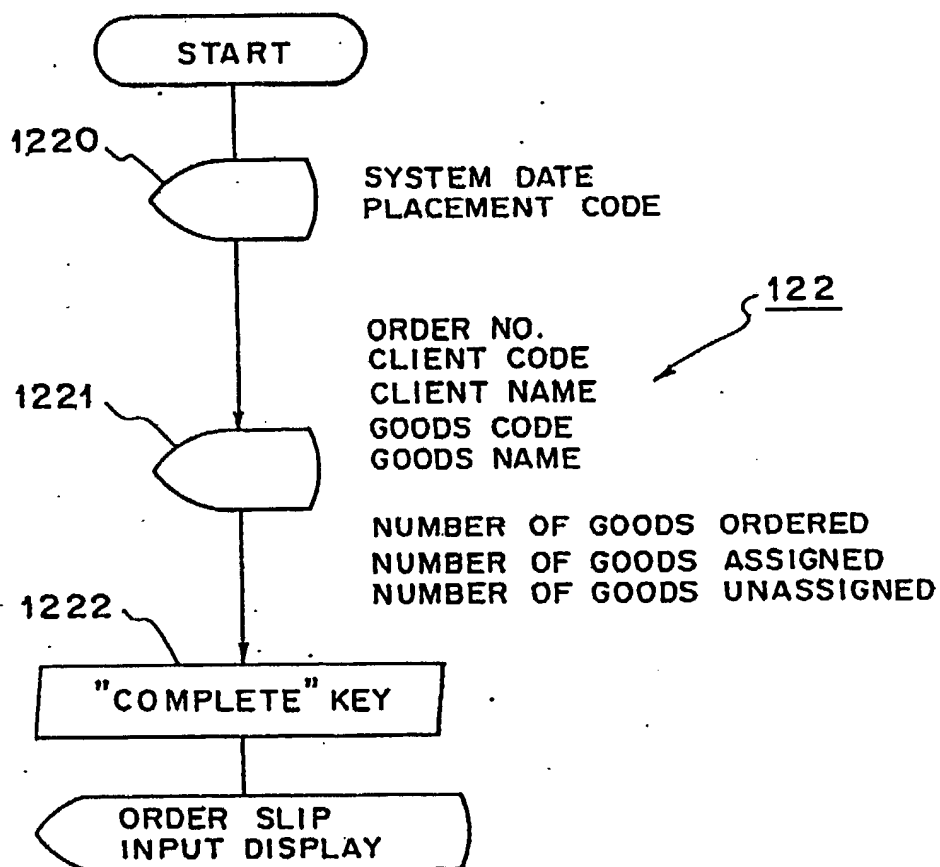 START
1220
SYSTEM DATE
PLACEMENT CODE
122
ORDER NO.
CLIENT CODE
CLIENT NAME
GOODS CODE
GOODS NAME
1221
NUMBER OF GOODS ORDERED
NUMBER OF GOODS ASSIGNED
NUMBER OF GOODS UNASSIGNED
1222
"COMPLETE" KEY
ORDER SLIP
INPUT DISPLAY